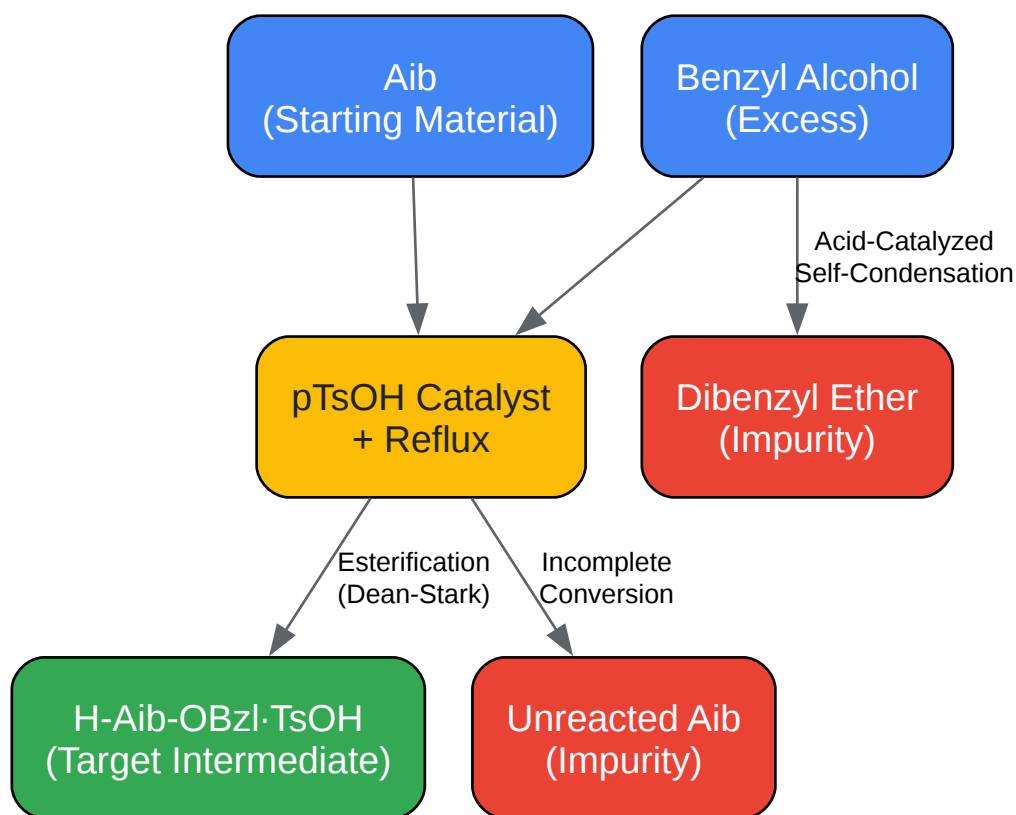 Aib
(Starting Material)
Benzyl Alcohol
(Excess)
Acid-Catalyzed
Self-Condensation
pTsOH Catalyst
+ Reflux
Dibenzyl Ether
(Impurity)
Esterification
(Dean-Stark)
Incomplete
Conversion
H-Aib-OBzl·TsOH
(Target Intermediate)
Unreacted Aib
(Impurity)